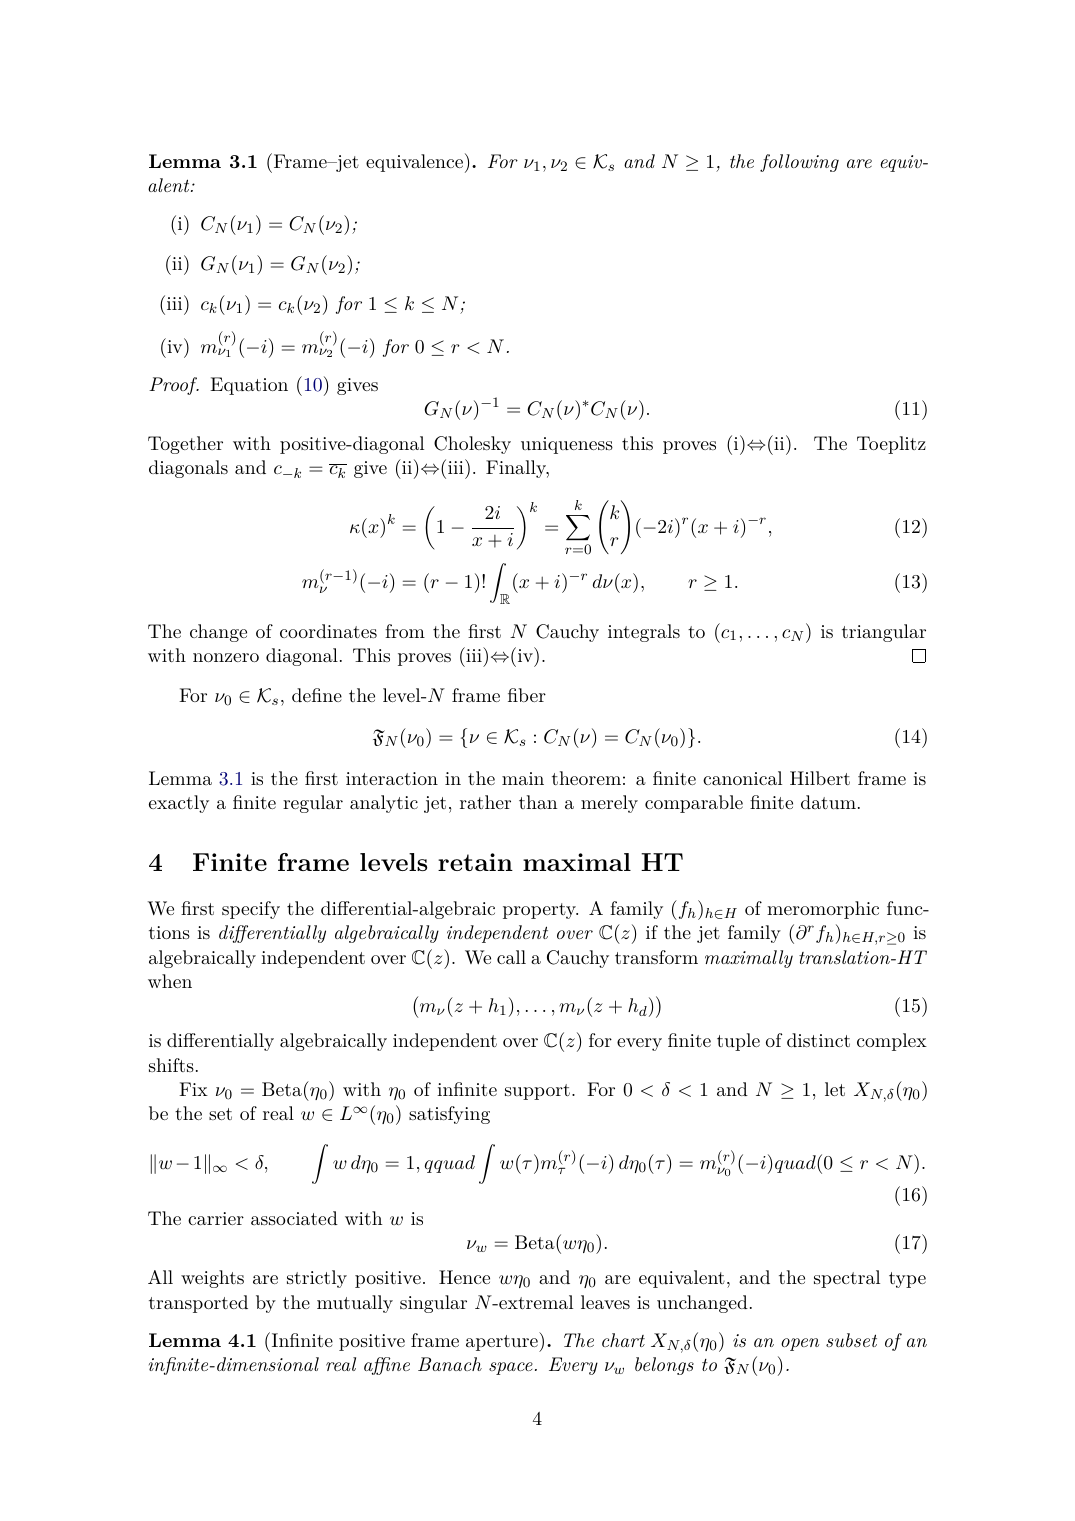 Lemma 3.1 (Frame–jet equivalence). For ν₁, ν₂ ∈ 𝒦ₛ and N ≥ 1, the following are equiv-
alent:
(i) C_N(ν₁) = C_N(ν₂);
(ii) G_N(ν₁) = G_N(ν₂);
(iii) c_k(ν₁) = c_k(ν₂) for 1 ≤ k ≤ N;
(iv) m_{ν₁}^{(r)}(−i) = m_{ν₂}^{(r)}(−i) for 0 ≤ r < N.
Proof. Equation (10) gives
G_N(ν)^{−1} = C_N(ν)^*C_N(ν). (11)
Together with positive-diagonal Cholesky uniqueness this proves (i)⇔(ii). The Toeplitz
diagonals and c_{−k} = \overline{c_k} give (ii)⇔(iii). Finally,
κ(x)^k = (1 − \frac{2i}{x + i})^k = \sum_{r=0}^{k} \binom{k}{r} (−2i)^r(x + i)^{−r}, (12)
m_ν^{(r−1)}(−i) = (r − 1)! ∫_ℝ (x + i)^{−r} dν(x), r ≥ 1. (13)
The change of coordinates from the first N Cauchy integrals to (c₁, . . . , c_N) is triangular
with nonzero diagonal. This proves (iii)⇔(iv). □
For ν₀ ∈ 𝒦ₛ, define the level-N frame fiber
𝔉_N(ν₀) = {ν ∈ 𝒦ₛ : C_N(ν) = C_N(ν₀)}. (14)
Lemma 3.1 is the first interaction in the main theorem: a finite canonical Hilbert frame is
exactly a finite regular analytic jet, rather than a merely comparable finite datum.
4 Finite frame levels retain maximal HT
We first specify the differential-algebraic property. A family (f_h)_{h∈H} of meromorphic func-
tions is differentially algebraically independent over ℂ(z) if the jet family (∂^r f_h)_{h∈H,r≥0} is
algebraically independent over ℂ(z). We call a Cauchy transform maximally translation-HT
when
(m_ν(z + h₁), . . . , m_ν(z + h_d)) (15)
is differentially algebraically independent over ℂ(z) for every finite tuple of distinct complex
shifts.
Fix ν₀ = Beta(η₀) with η₀ of infinite support. For 0 < δ < 1 and N ≥ 1, let X_{N,δ}(η₀)
be the set of real w ∈ L^∞(η₀) satisfying
‖w − 1‖_∞ < δ, ∫ w dη₀ = 1, qquad ∫ w(τ)m_τ^{(r)}(−i) dη₀(τ) = m_{ν₀}^{(r)}(−i)quad(0 ≤ r < N).
(16)
The carrier associated with w is
ν_w = Beta(wη₀). (17)
All weights are strictly positive. Hence wη₀ and η₀ are equivalent, and the spectral type
transported by the mutually singular N-extremal leaves is unchanged.
Lemma 4.1 (Infinite positive frame aperture). The chart X_{N,δ}(η₀) is an open subset of an
infinite-dimensional real affine Banach space. Every ν_w belongs to 𝔉_N(ν₀).
4